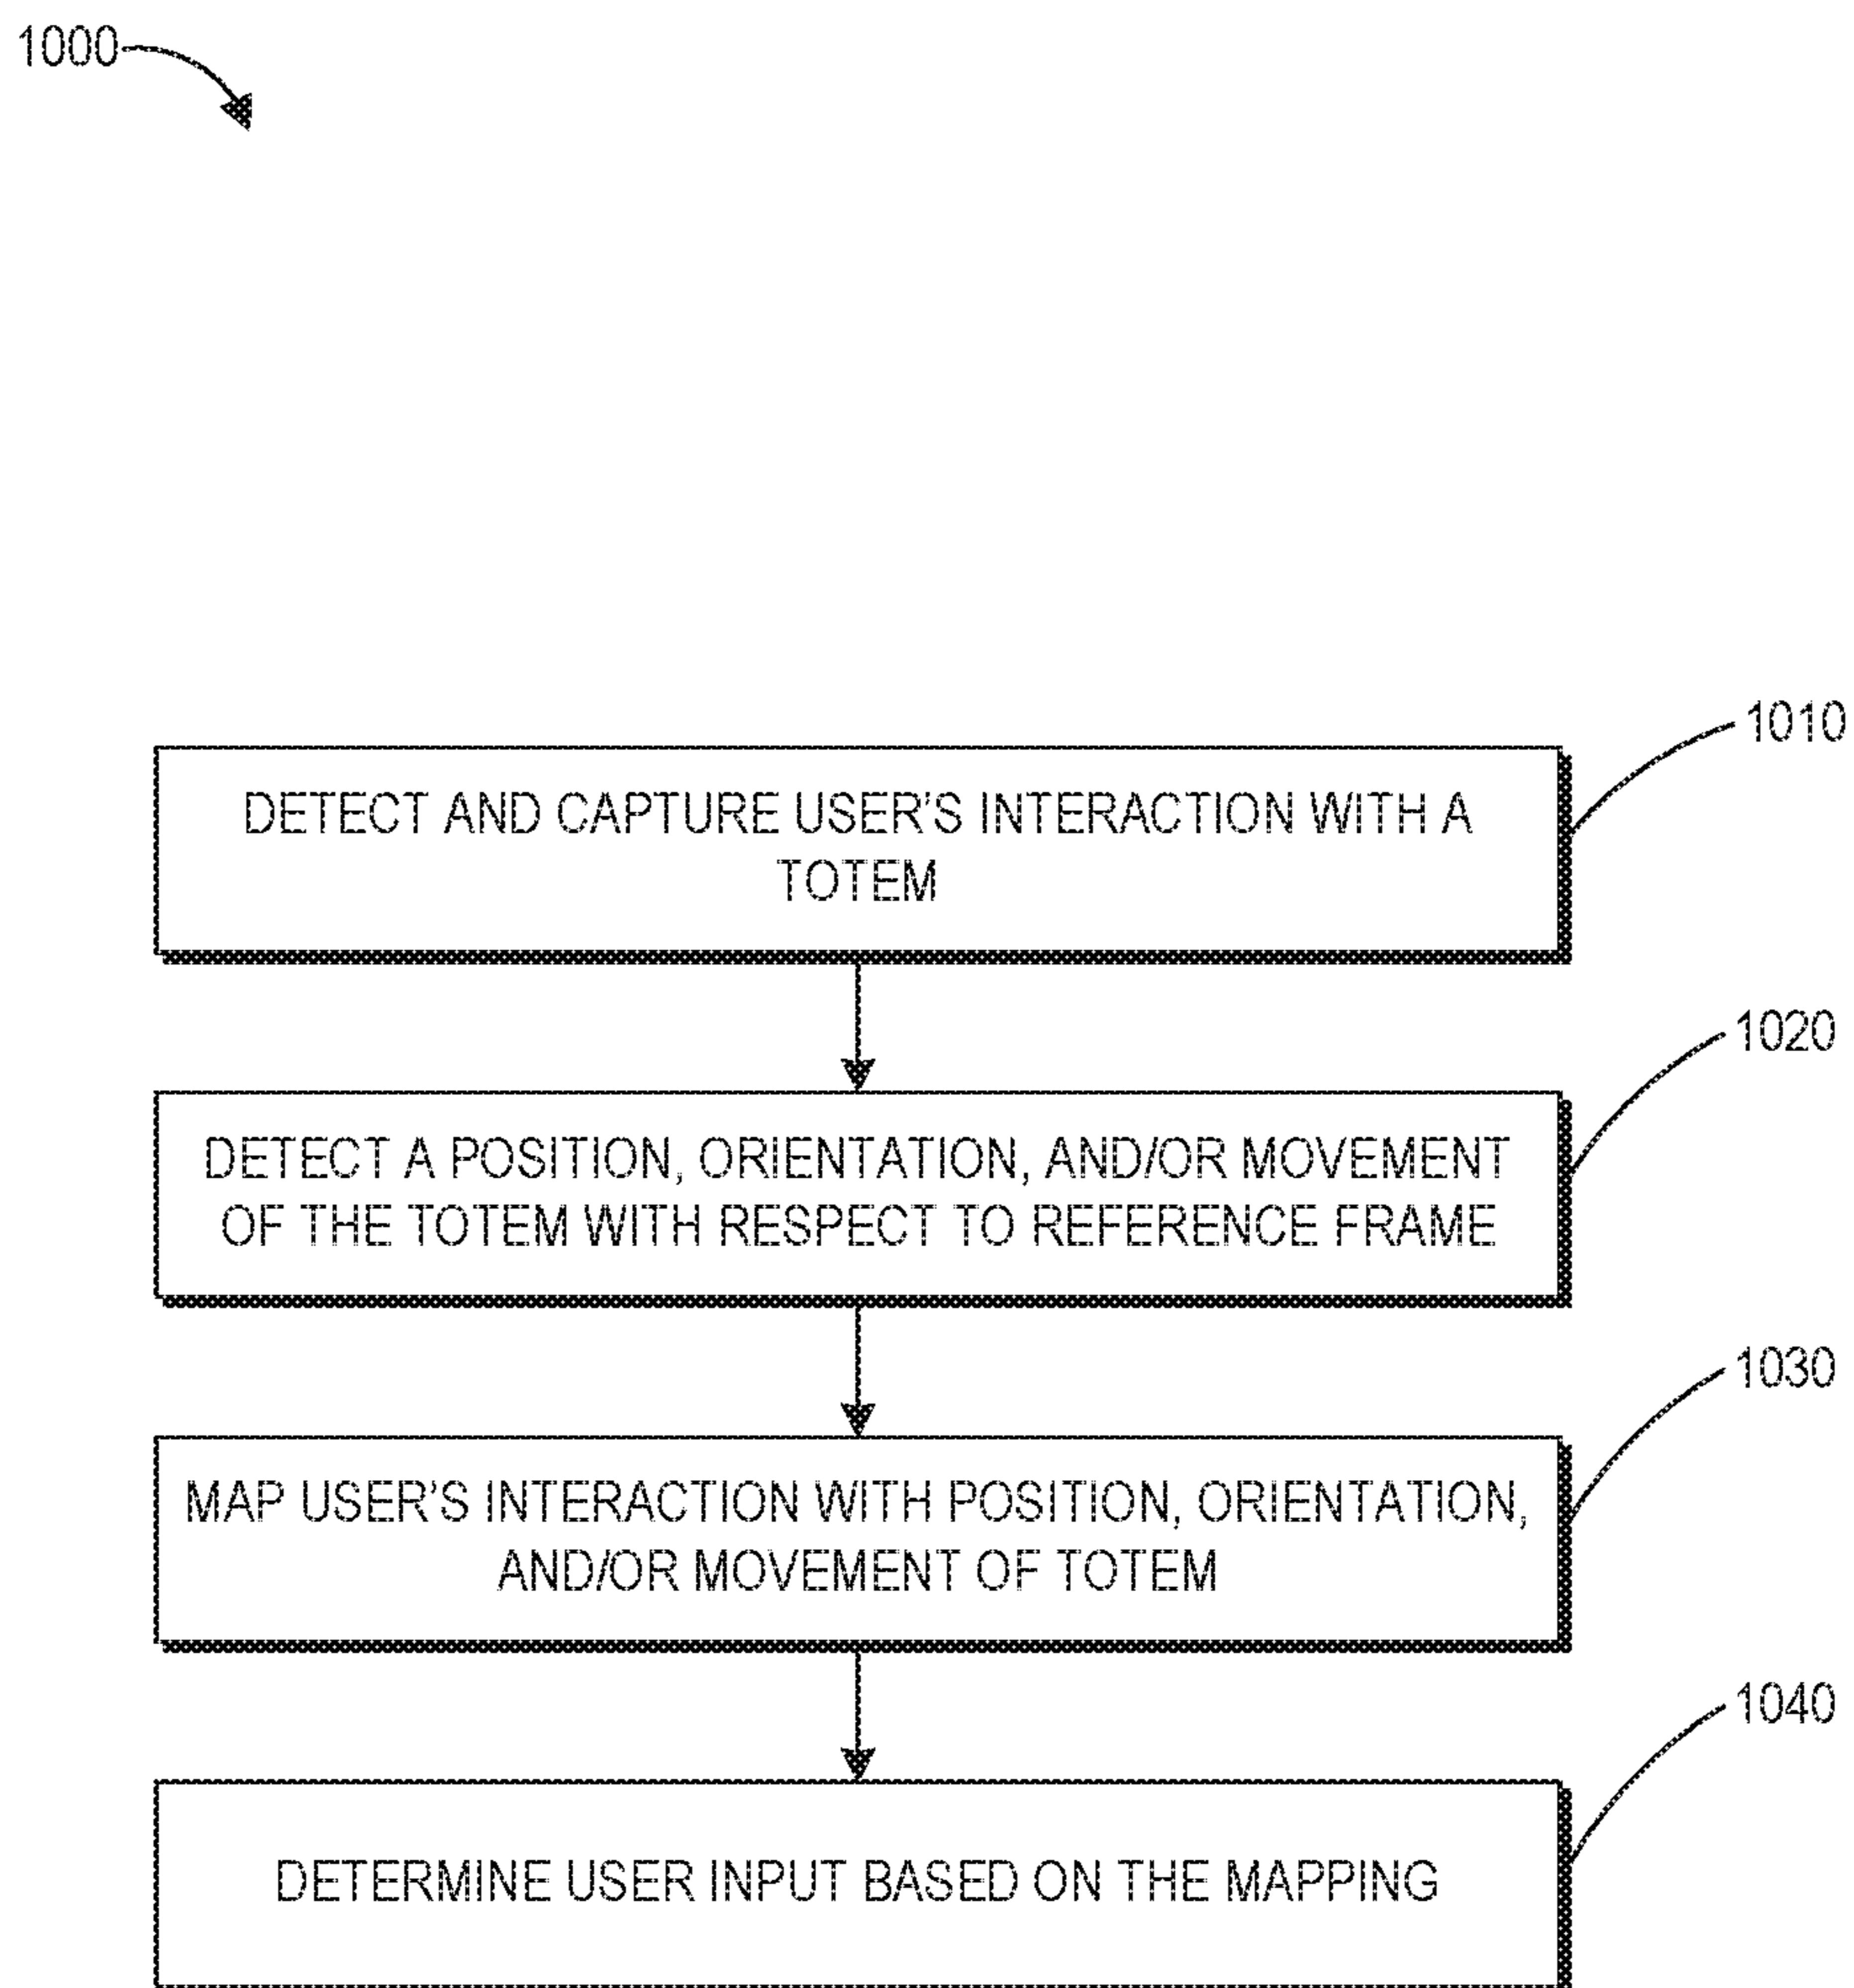 1000
1010
DETECT AND CAPTURE USER'S INTERACTION WITH A
TOTEM
1020
DETECT A POSITION, ORIENTATION, AND/OR MOVEMENT
OF THE TOTEM WITH RESPECT TO REFERENCE FRAME
1030
MAP USER'S INTERACTION WITH POSITION, ORIENTATION,
AND/OR MOVEMENT OF TOTEM
1040
DETERMINE USER INPUT BASED ON THE MAPPING